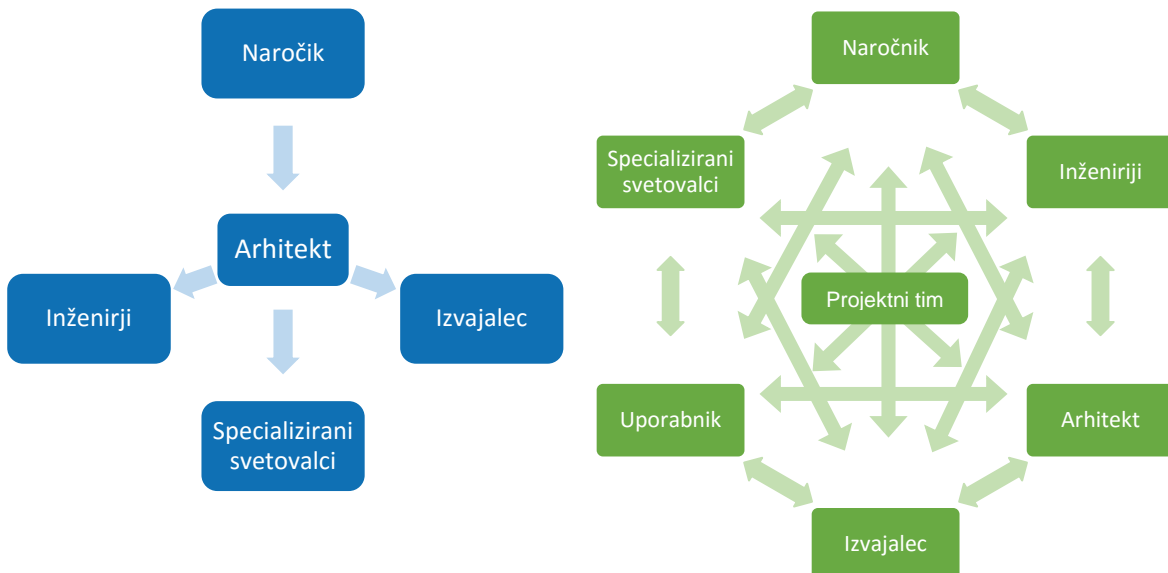 Naročik
Arhitekt
Inženirji
Izvajalec
Specializirani
svetovalci
Naročnik
Specializirani
svetovalci
Inženiriji
Projektni tim
Uporabnik
Arhitekt
Izvajalec